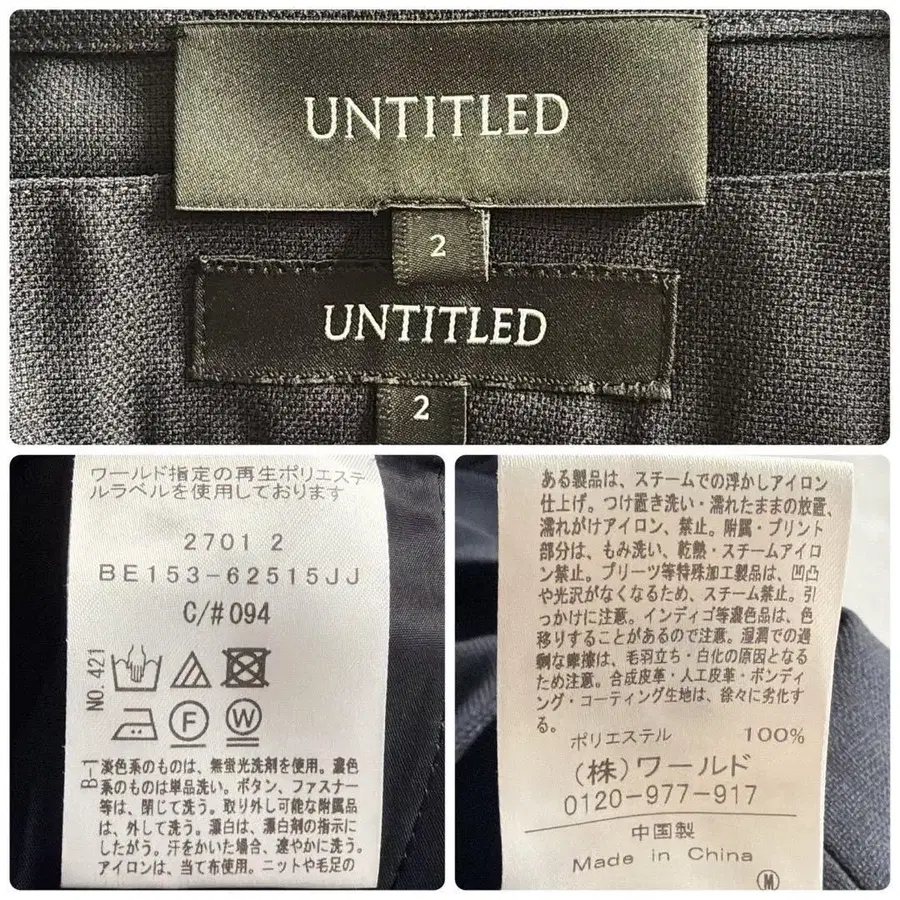 UNTITLED
2
UNTITLED
2
ワールド指定の再生ポリエステ
ルラベルを使用しております
2701 2
BE153-62515JJ
C/#094
NO.421
F
W
B-1
淡色系のものは、無蛍光洗剤を使用。濃色
系のものは単品洗い。ボタン、ファスナー
等は、閉じて洗う。取り外し可能な附属品
は、外して洗う。漂白は、漂白剤の指示に
したがう。汗をかいた場合、速やかに洗う。
アイロンは、当て布使用。ニットや毛足の
ある製品は、スチームでの浮かしアイロン
仕上げ。つけ置き洗い・濡れたままの放置、
濡れがけアイロン、禁止。附属・プリント
部分は、もみ洗い、乾熱・スチームアイロ
ン禁止。プリーツ等特殊加工製品は、凹凸
や光沢がなくなるため、スチーム禁止。引
っかけに注意。インディゴ等濃色品は、色
移りすることがあるので注意。湿潤での過
剰な摩擦は、毛羽立ち・白化の原因となる
ため注意。合成皮革・人工皮革・ボンディ
ング・コーティング生地は、徐々に劣化す
る。
ポリエステル 100%
(株)ワールド
0120-977-917
中国製
Made in China
M